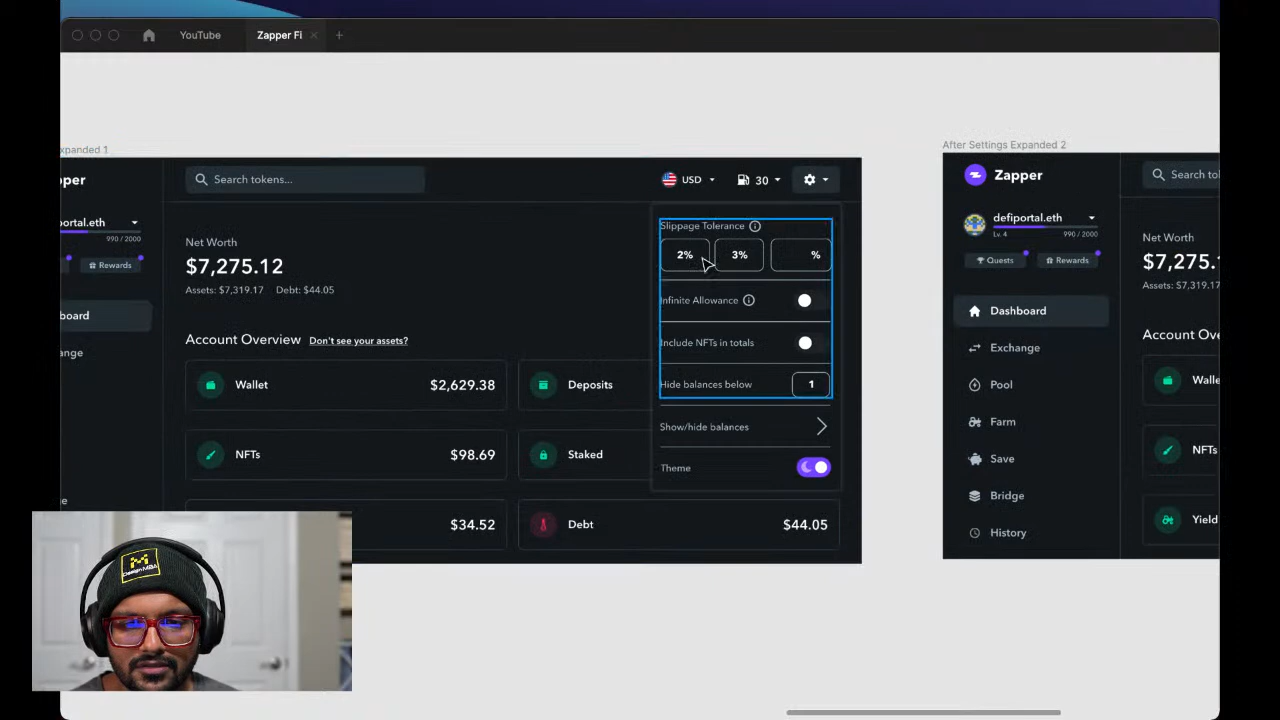 YouTube
Zapper Fi
xpanded 1
After Settings Expanded 2
pper
Search tokens...
USD
30
portal.eth
990 / 2000
Rewards
board
ange
Net Worth
$7,275.12
Assets: $7,319.17 Debt: $44.05
Account Overview Don't see your assets?
Wallet $2,629.38
Deposits
NFTs $98.69
Staked
$34.52
Debt $44.05
Slippage Tolerance
2% 3% %
Infinite Allowance
Include NFTs in totals
Hide balances below 1
Show/hide balances
Theme
Zapper
defiportal.eth
Lv. 4 990 / 2000
Quests Rewards
Dashboard
Exchange
Pool
Farm
Save
Bridge
History
Search to
Net Worth
$7,275.
Assets: $7,319.17
Account Over
Walle
NFTs
Yield
M
Design MBA